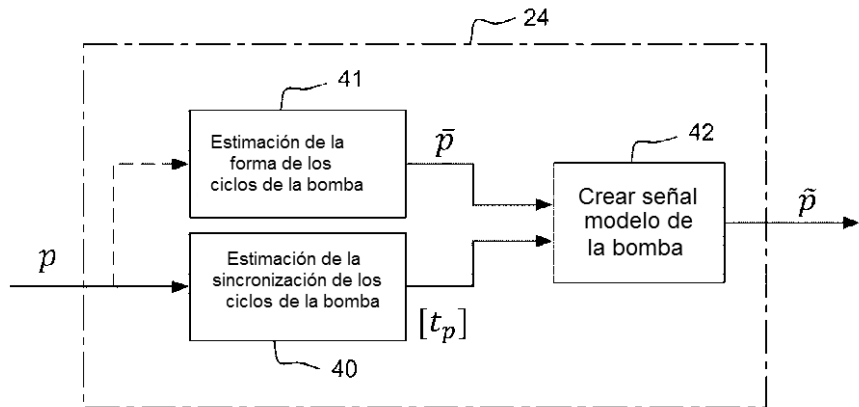 24
41
Estimación de la
forma de los
ciclos de la bomba
p̄
42
Crear señal
modelo de
la bomba
p̃
p
Estimación de la
sincronización de los
ciclos de la bomba
[tₚ]
40